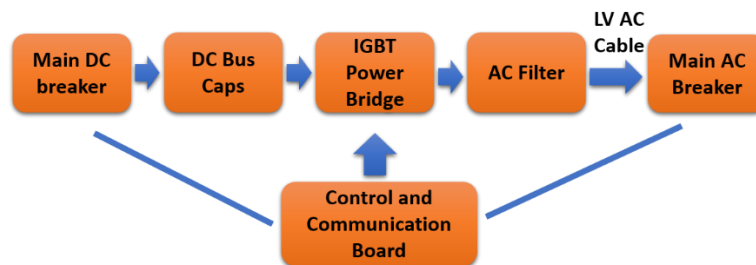 LV AC
Cable
Main DC
breaker
DC Bus
Caps
IGBT
Power
Bridge
AC Filter
Main AC
Breaker
Control and
Communication
Board